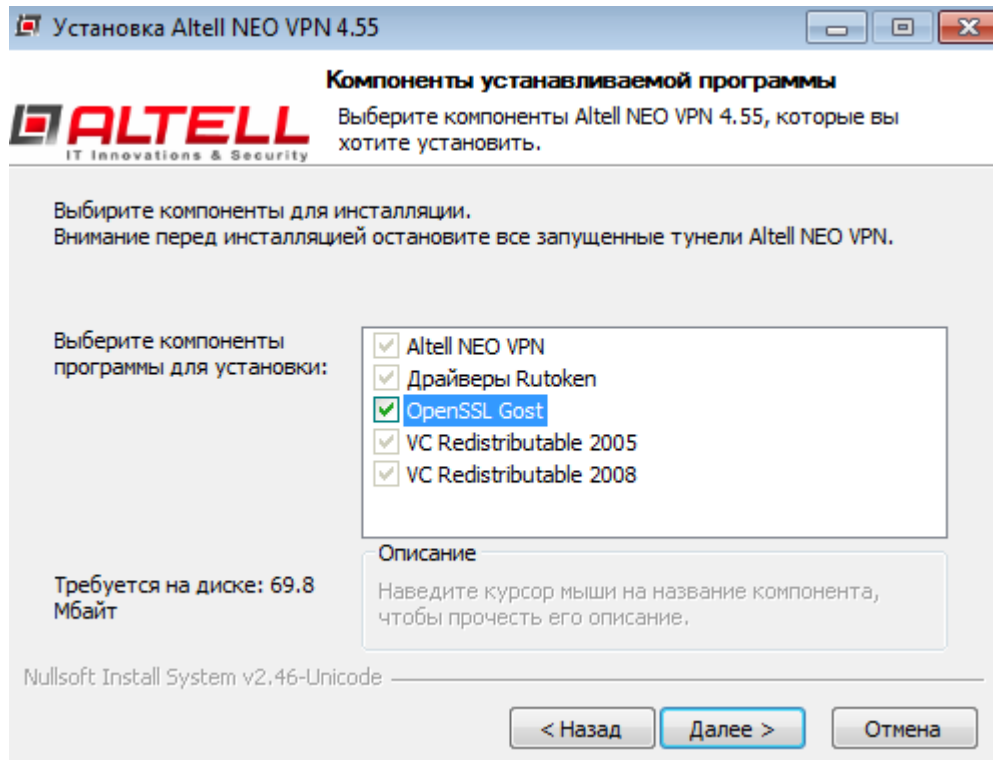 Установка Altell NEO VPN 4.55
Компоненты устанавливаемой программы
Выберите компоненты Altell NEO VPN 4.55, которые вы
хотите установить.
ALTELL
IT Innovations & Security
Выбирите компоненты для инсталляции.
Внимание перед инсталляцией остановите все запущенные тунели Altell NEO VPN.
Выберите компоненты
программы для установки:
Altell NEO VPN
Драйверы Rutoken
OpenSSL Gost
VC Redistributable 2005
VC Redistributable 2008
Требуется на диске: 69.8
Мбайт
Описание
Наведите курсор мыши на название компонента,
чтобы прочесть его описание.
Nullsoft Install System v2.46-Unicode
< Назад
Далее >
Отмена